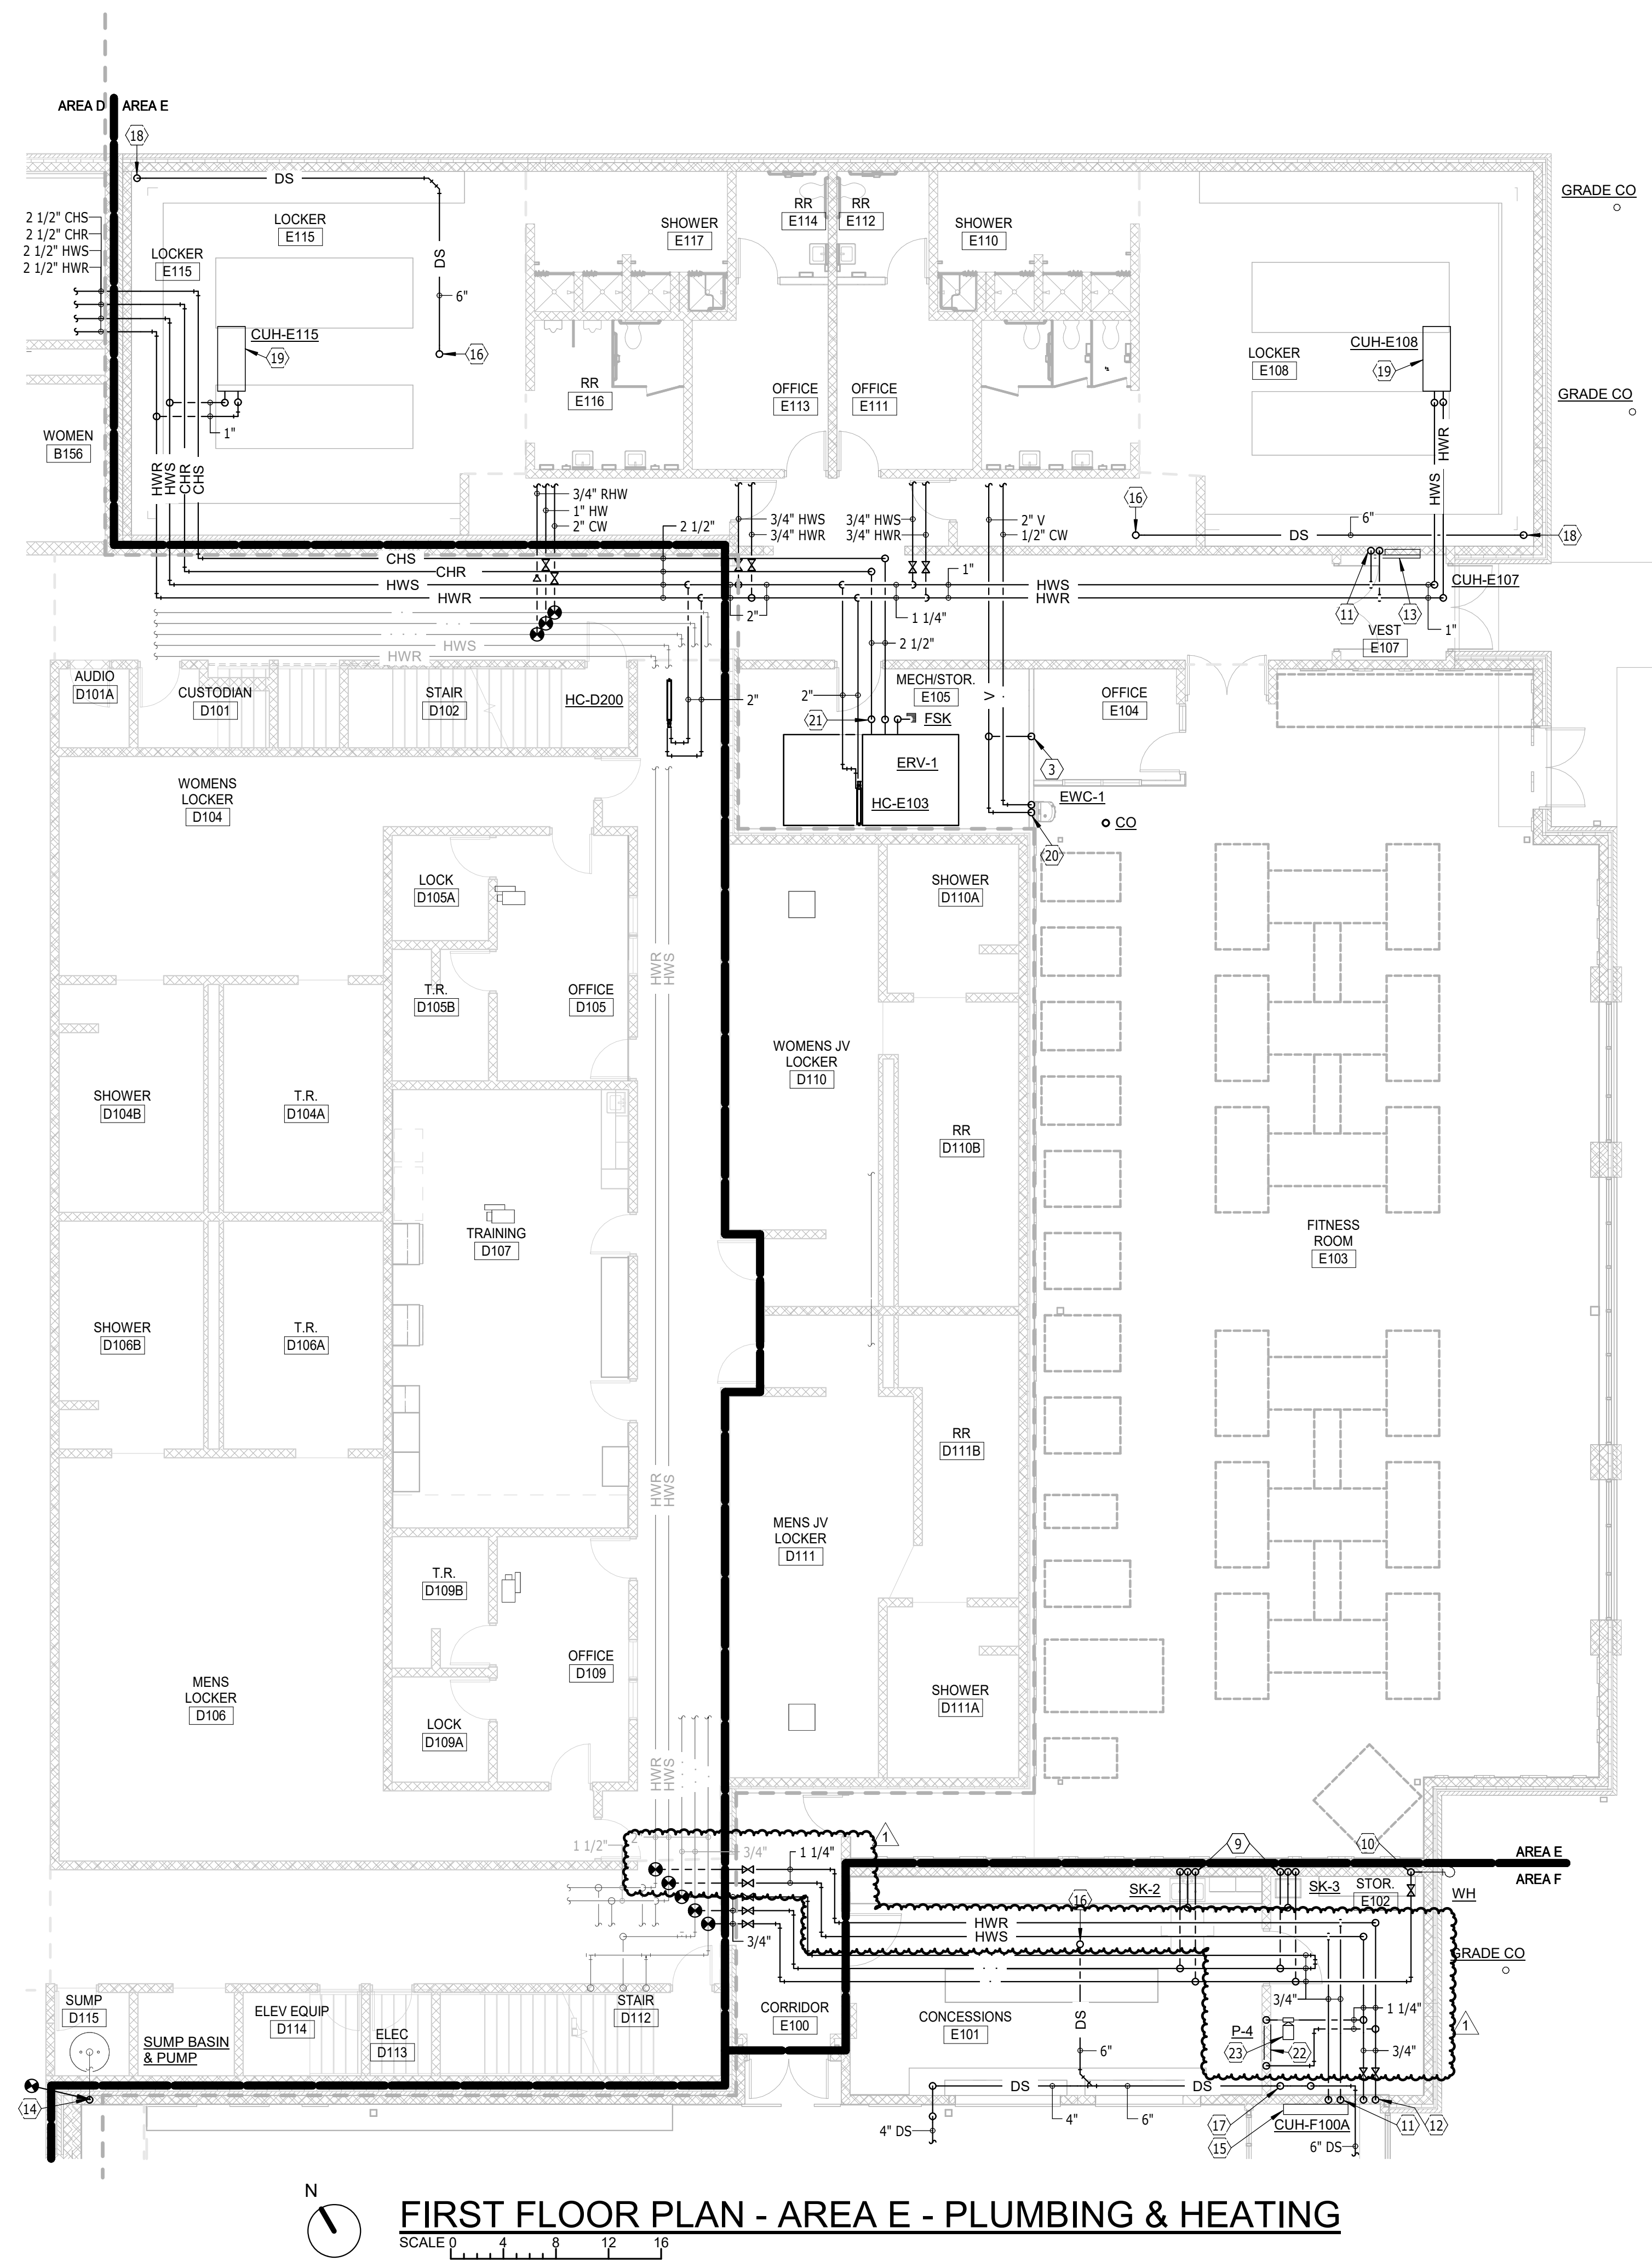 AREA D
AREA E
18
DS
GRADE CO
2 1/2" CHS
2 1/2" CHR
2 1/2" HWS
2 1/2" HWR
LOCKER
E115
LOCKER
E115
DS
6"
SHOWER
E117
RR
E114
RR
E112
SHOWER
E110
CUH-E115
19
16
CUH-E108
LOCKER
E108
19
RR
E116
OFFICE
E113
OFFICE
E111
GRADE CO
1"
WOMEN
B156
HWR
HWS
CHR
CHS
HWS
HWR
3/4" RHW
1" HW
2" CW
2 1/2"
3/4" HWS
3/4" HWR
3/4" HWS
3/4" HWR
2" V
1/2" CW
16
6"
DS
18
CHS
CHR
HWS
HWR
1"
HWS
HWR
CUH-E107
2"
1 1/4"
11
13
1"
VEST
E107
HWS
HWR
2 1/2"
AUDIO
D101A
CUSTODIAN
D101
STAIR
D102
HC-D200
2"
2"
MECH/STOR.
E105
V
OFFICE
E104
21
FSK
3
ERV-1
HC-E103
EWC-1
CO
20
WOMENS
LOCKER
D104
LOCK
D105A
SHOWER
D110A
HWR
HWS
T.R.
D105B
OFFICE
D105
WOMENS JV
LOCKER
D110
SHOWER
D104B
T.R.
D104A
RR
D110B
TRAINING
D107
FITNESS
ROOM
E103
SHOWER
D106B
T.R.
D106A
RR
D111B
HWR
HWS
MENS JV
LOCKER
D111
T.R.
D109B
OFFICE
D109
MENS
LOCKER
D106
LOCK
D109A
SHOWER
D111A
HWR
HWS
1 1/2"
2"
3/4"
1 1/4"
1
9
10
AREA E
AREA F
SK-2
16
SK-3
STOR.
E102
WH
HWR
HWS
3/4"
GRADE CO
SUMP
D115
SUMP BASIN
& PUMP
ELEV EQUIP
D114
ELEC
D113
STAIR
D112
CORRIDOR
E100
CONCESSIONS
E101
DS
3/4"
1 1/4"
P-4
23
22
3/4"
1
6"
14
DS
DS
4"
6"
4" DS
17
15
CUH-F100A
11
12
6" DS
N
FIRST FLOOR PLAN - AREA E - PLUMBING & HEATING
SCALE 0 4 8 12 16